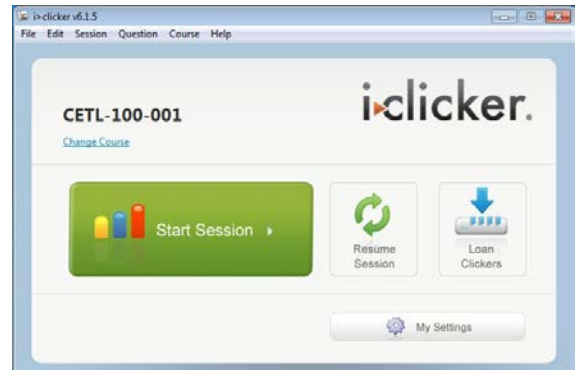 i>clicker v6.1.5
File Edit Session Question Course Help
i>clicker.
CETL-100-001
Change Course
Start Session
Resume
Session
Loan
Clickers
My Settings